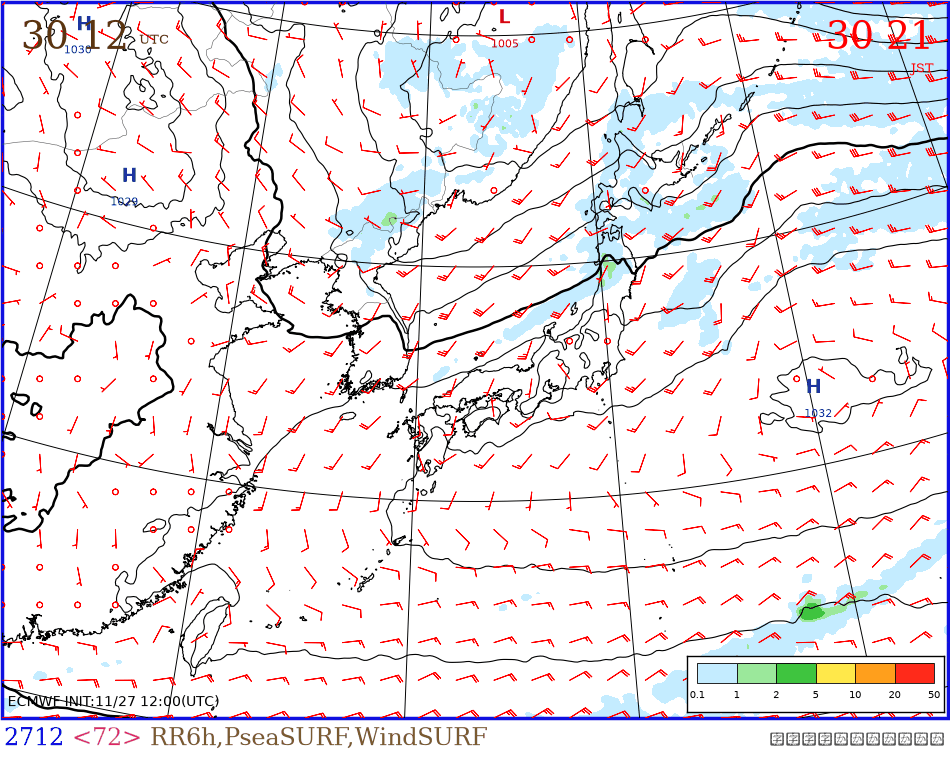 30 12 UTC
30 21
JST
H
1030
L
1005
H
1029
H
1032
0.1 1 2 5 10 20 50
ECMWF INIT:11/27 12:00(UTC)
2712 <72> RR6h,PseaSURF,WindSURF